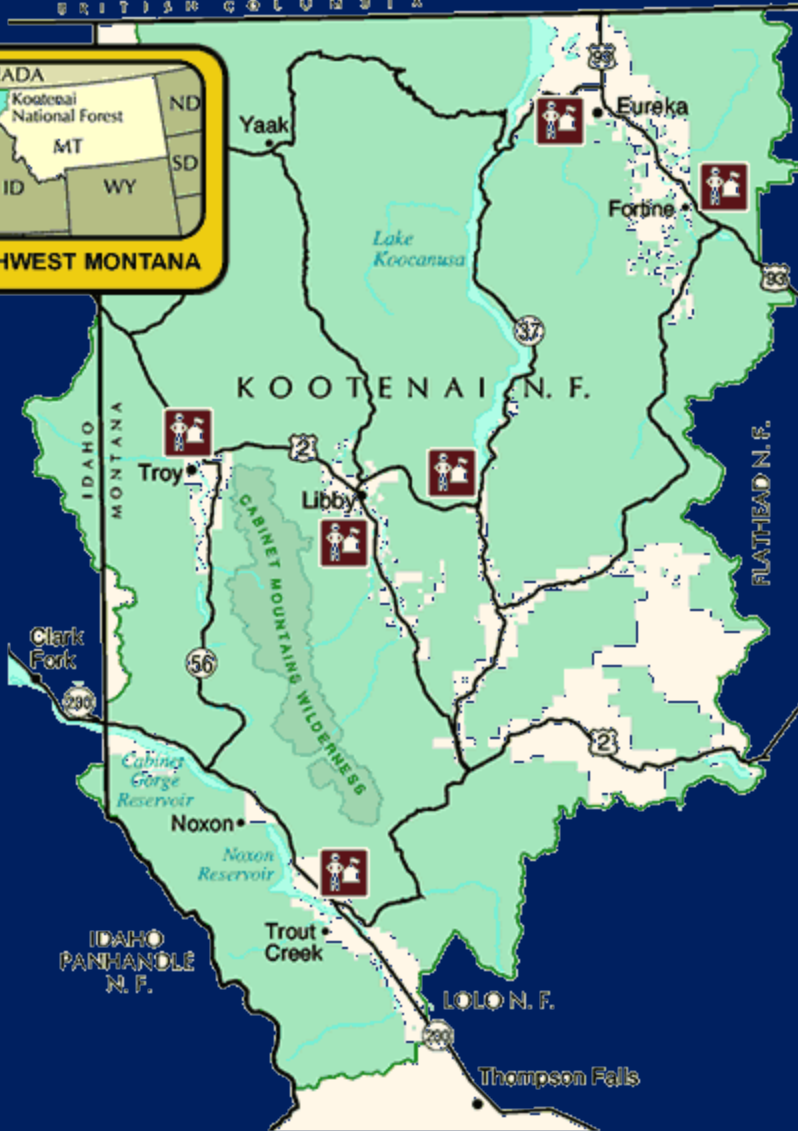 BRITISH COLUMBIA
ADA
Kootenai
National Forest
MT
ND
SD
ID
WY
HWEST MONTANA
Yaak
93
Eureka
Fortine
93
Lake
Koocanusa
37
KOOTENAI N.F.
IDAHO
MONTANA
2
Troy
Libby
CABINET MOUNTAINS WILDERNESS
FLATHEAD N.F.
Clark
Fork
200
56
2
Cabinet
Gorge
Reservoir
Noxon
Noxon
Reservoir
Trout
Creek
IDAHO
PANHANDLE
N. F.
LOLO N. F.
200
Thompson Falls